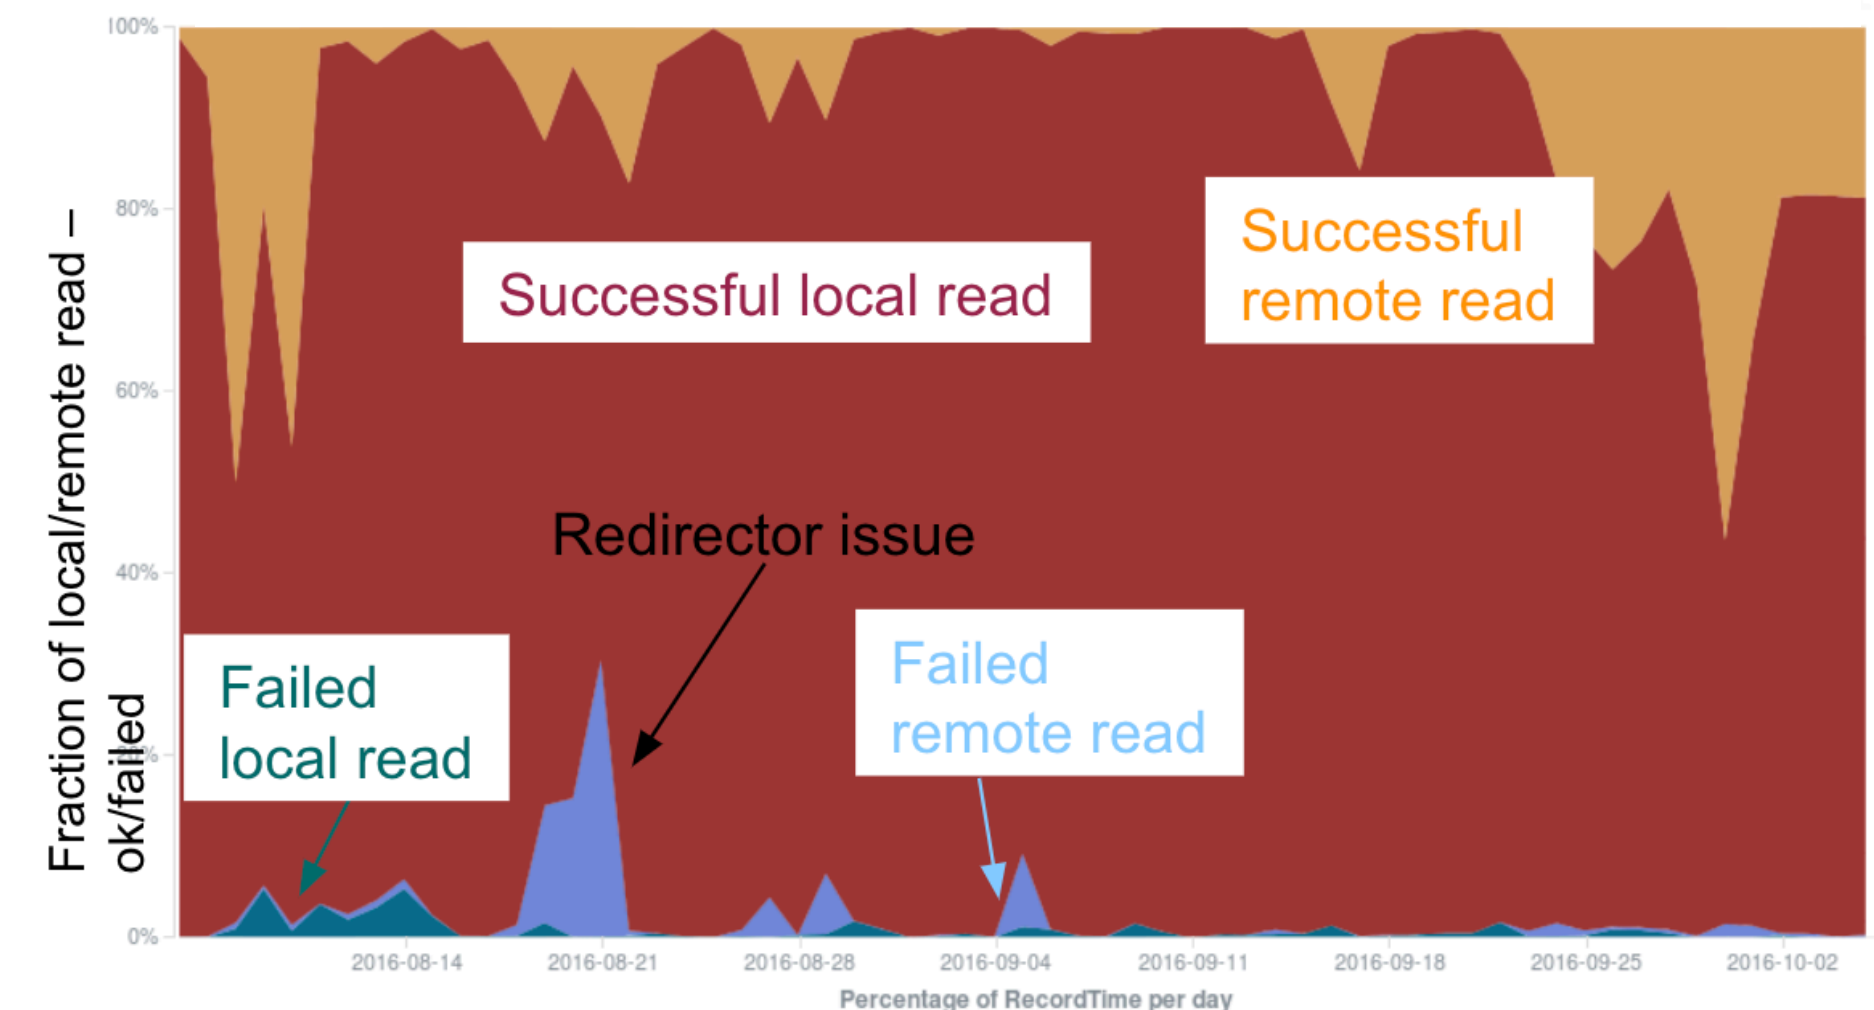 100%
80%
60%
40%
20%
0%
Fraction of local/remote read –
ok/failed
Successful local read
Successful
remote read
Redirector issue
Failed
local read
Failed
remote read
2016-08-14
2016-08-21
2016-08-28
2016-09-04
2016-09-11
2016-09-18
2016-09-25
2016-10-02
Percentage of RecordTime per day